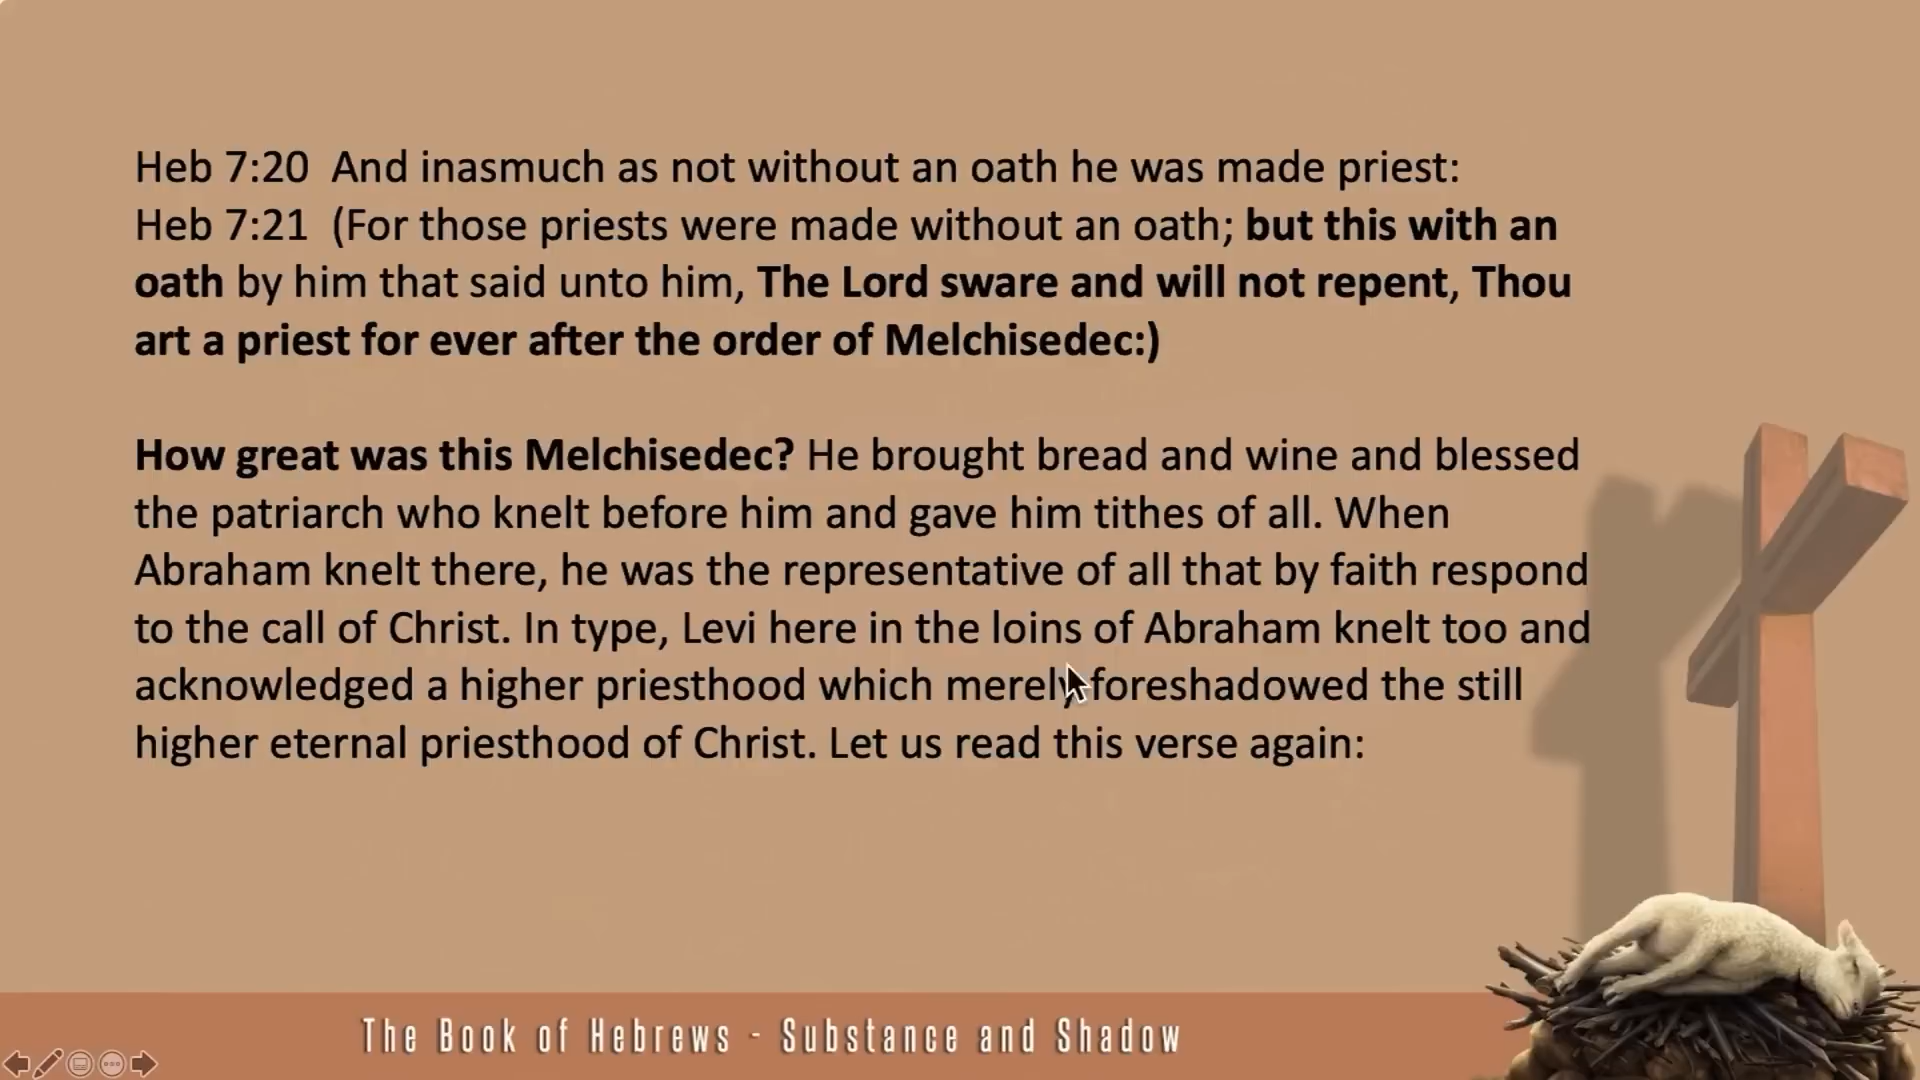 Heb 7:20  And inasmuch as not without an oath he was made priest:
Heb 7:21  (For those priests were made without an oath; but this with an
oath by him that said unto him, The Lord sware and will not repent, Thou
art a priest for ever after the order of Melchisedec:)
How great was this Melchisedec? He brought bread and wine and blessed
the patriarch who knelt before him and gave him tithes of all. When
Abraham knelt there, he was the representative of all that by faith respond
to the call of Christ. In type, Levi here in the loins of Abraham knelt too and
acknowledged a higher priesthood which merely foreshadowed the still
higher eternal priesthood of Christ. Let us read this verse again:
The Book of Hebrews - Substance and Shadow